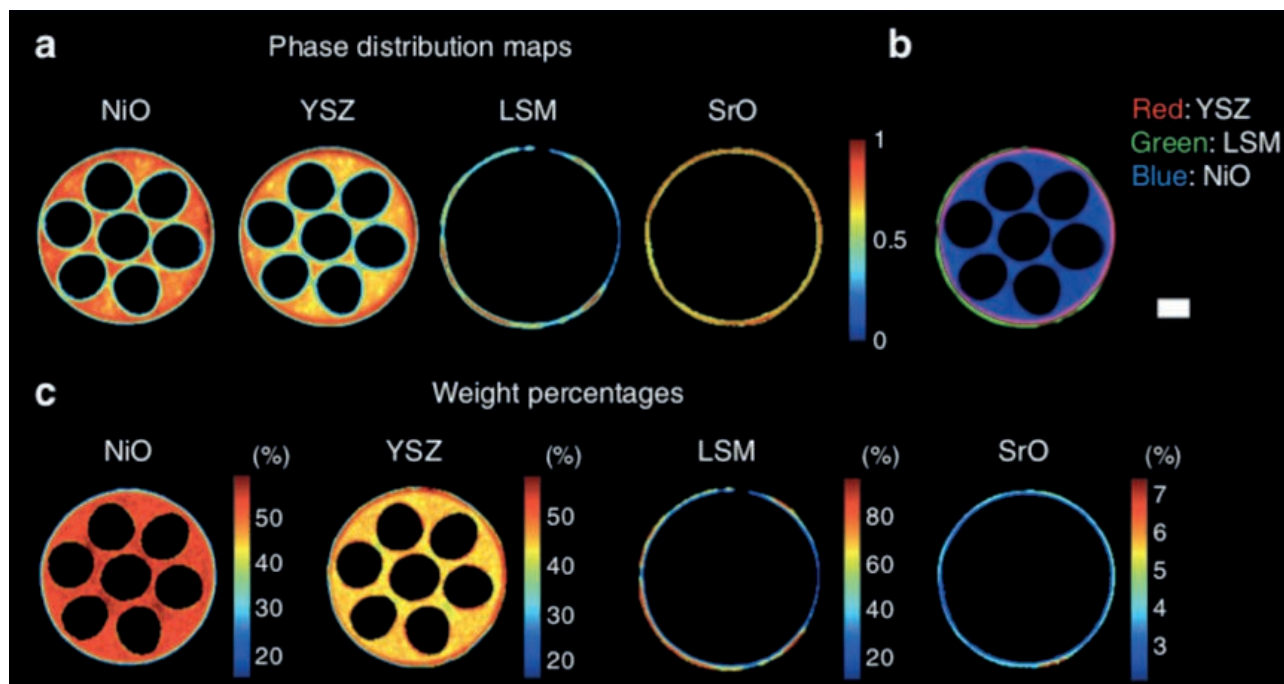 a
Phase distribution maps
b
NiO
YSZ
LSM
SrO
1
0.5
0
Red: YSZ
Green: LSM
Blue: NiO
c
Weight percentages
NiO
(%)
50
40
30
20
YSZ
(%)
50
40
30
20
LSM
(%)
80
60
40
20
SrO
(%)
7
6
5
4
3